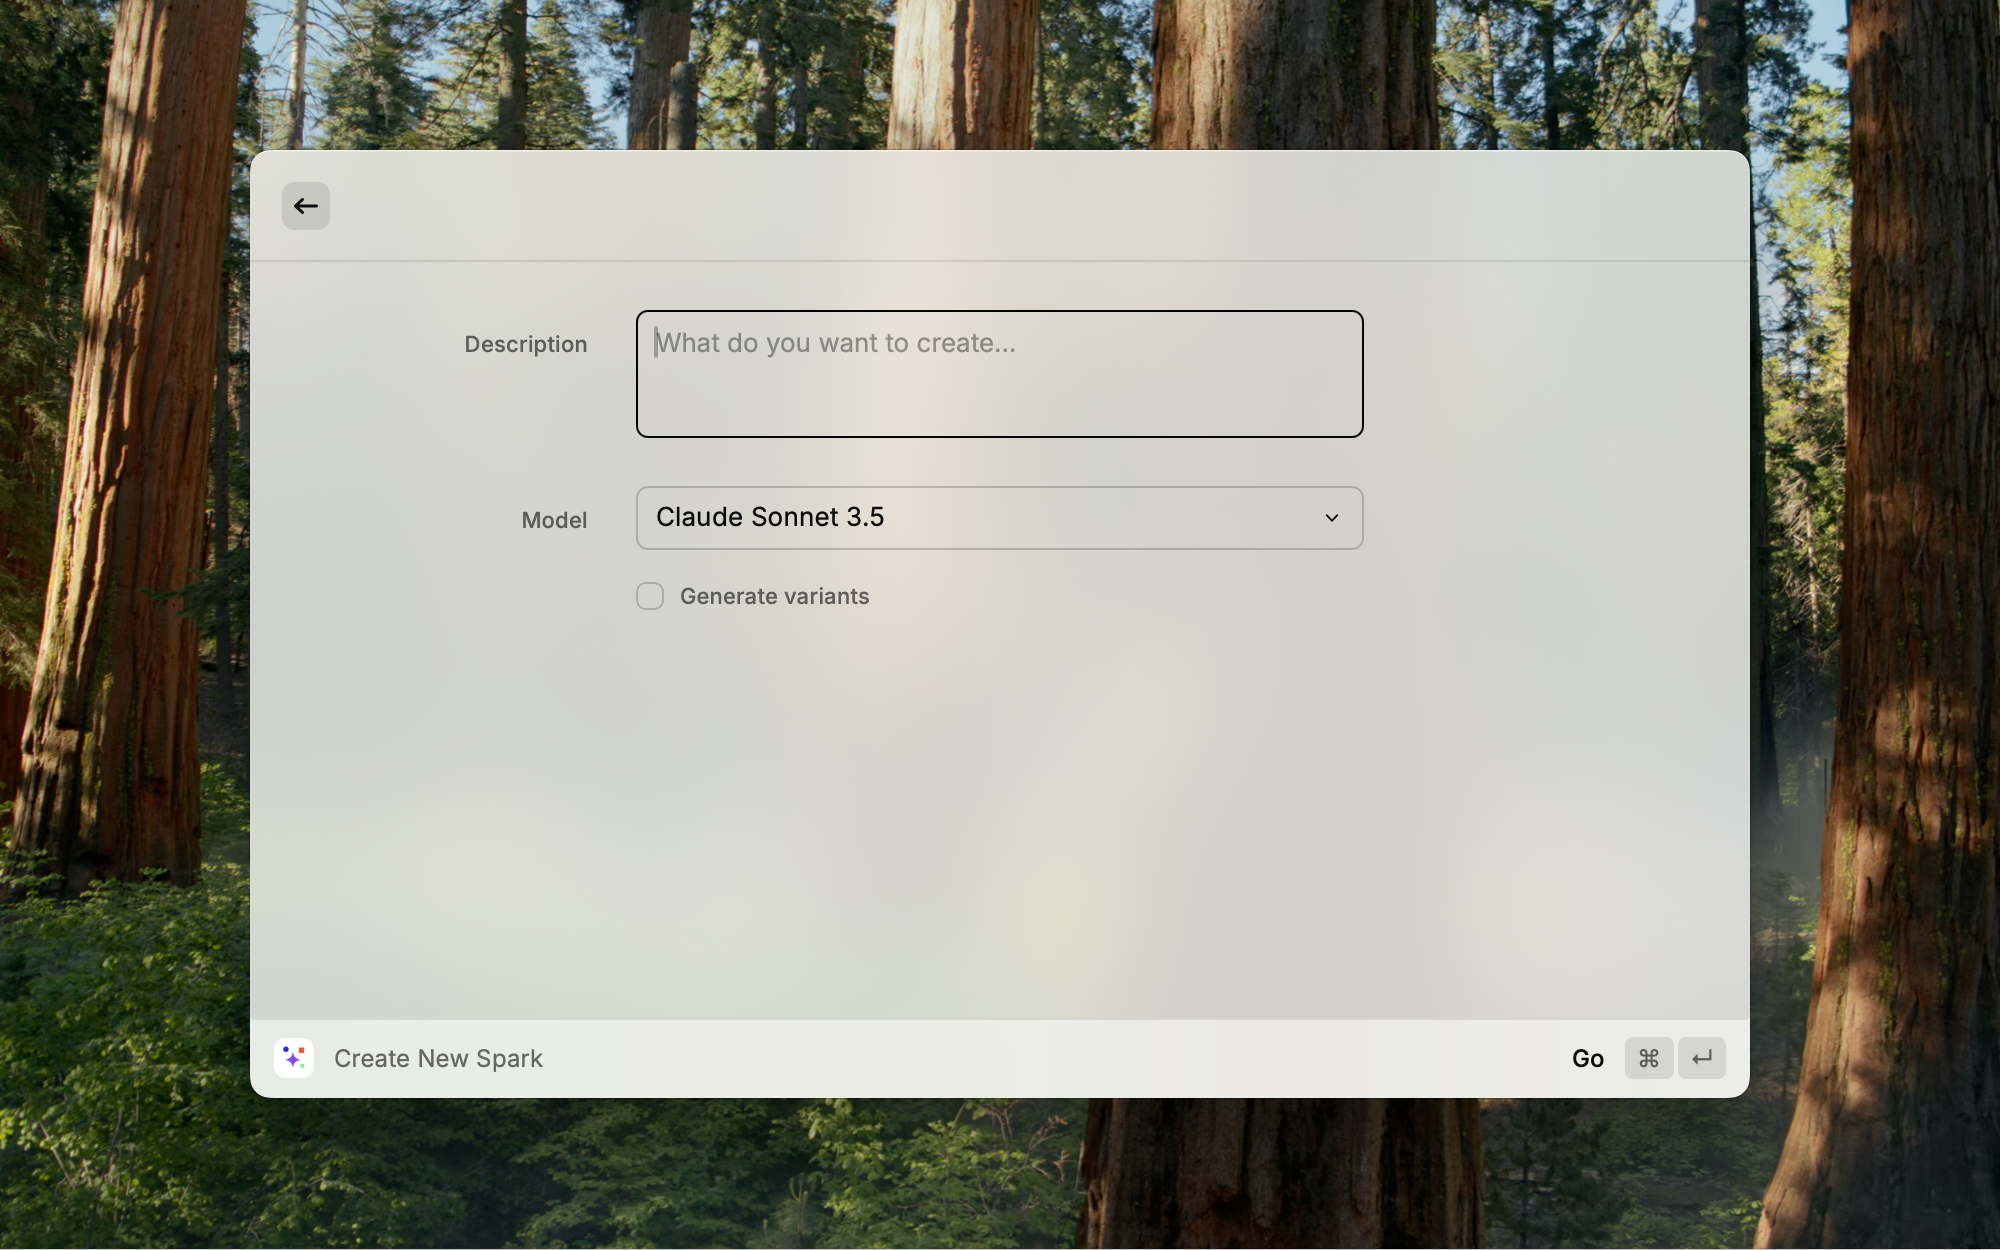 Description
What do you want to create...
Model
Claude Sonnet 3.5
Generate variants
Create New Spark
Go ⌘ ↵